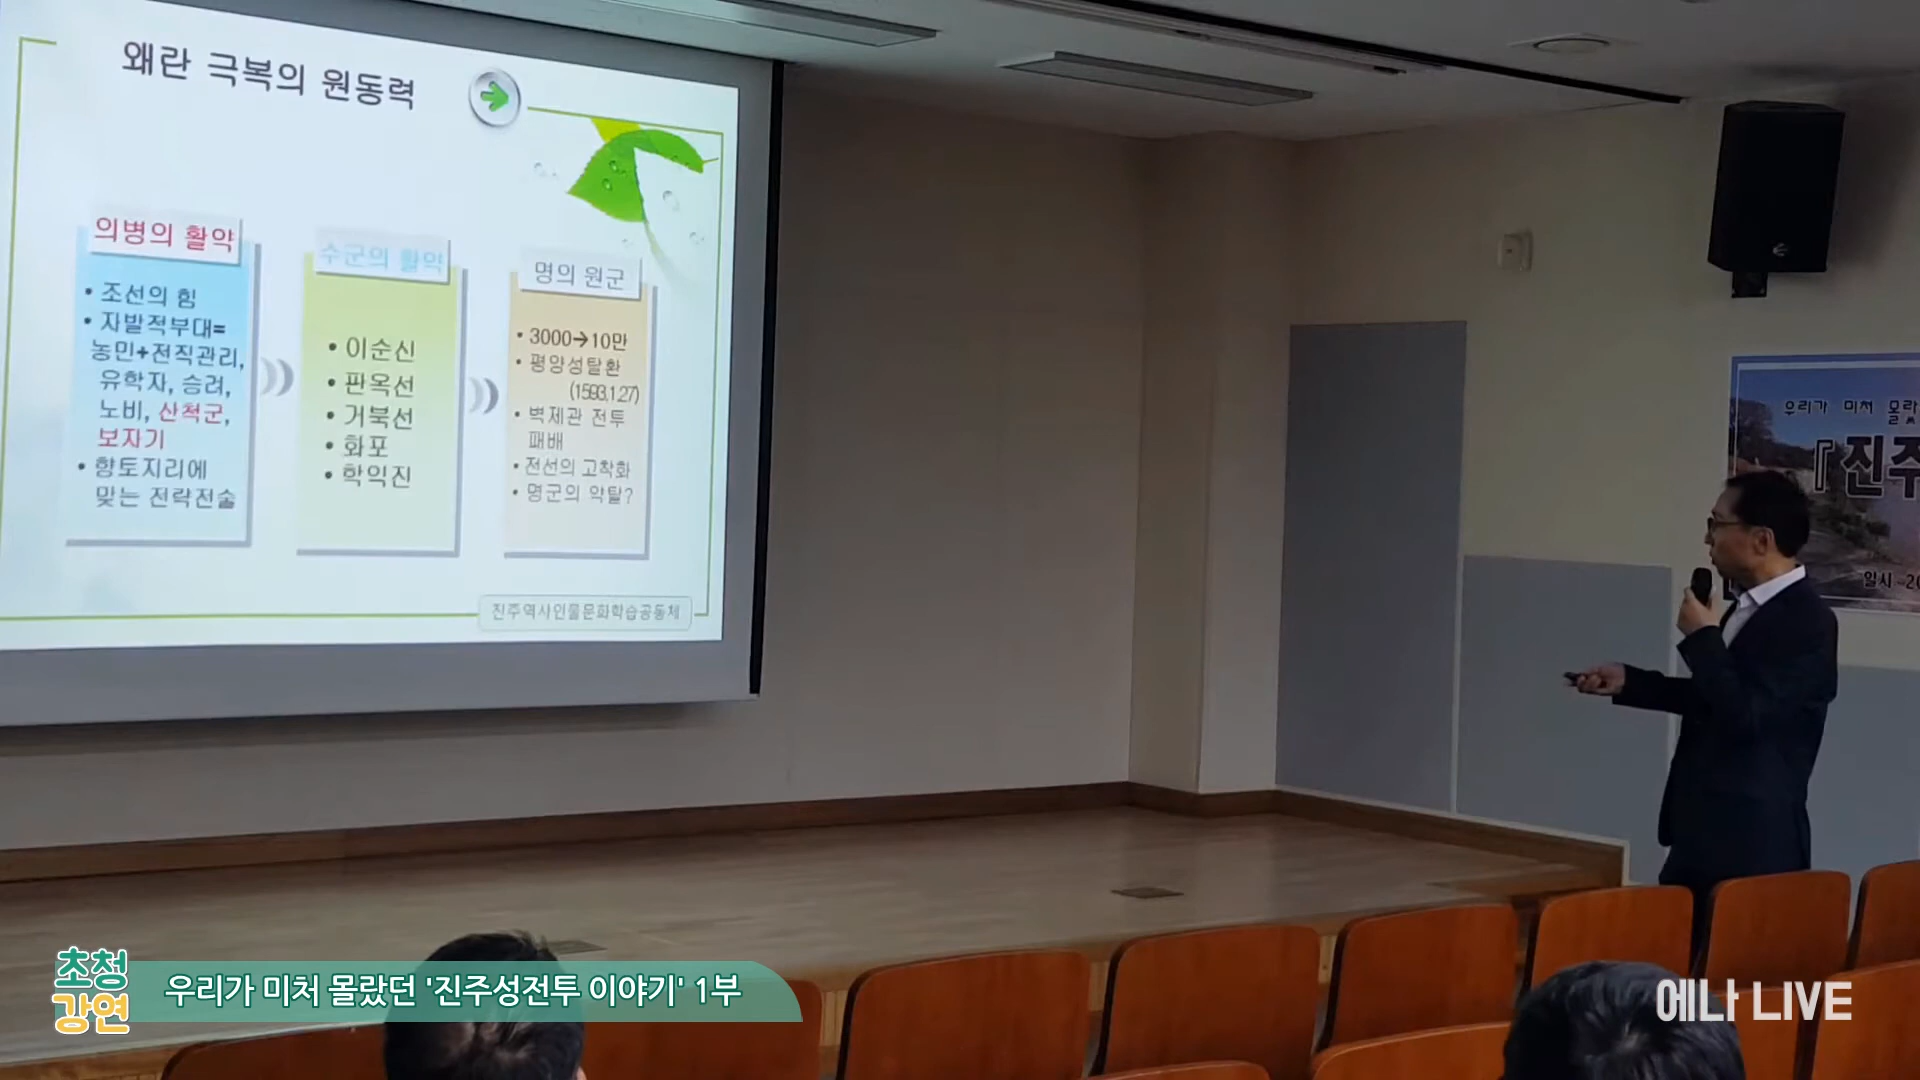 왜란 극복의 원동력
의병의 활약
• 조선의 힘
• 자발적부대=
농민+전직관리,
유학자, 승려,
노비, 산척군,
보자기
• 향토지리에
맞는 전략전술
수군의 활약
• 이순신
• 판옥선
• 거북선
• 화포
• 학익진
명의 원군
• 3000→10만
• 평양성탈환
(1593.1.27)
• 벽제관 전투
패배
• 전선의 고착화
• 명군의 약탈?
진주역사인물문화학습공동체
우리가 미처 몰랐
『진주
일시
초청
강연
우리가 미처 몰랐던 '진주성전투 이야기' 1부
에나 LIVE